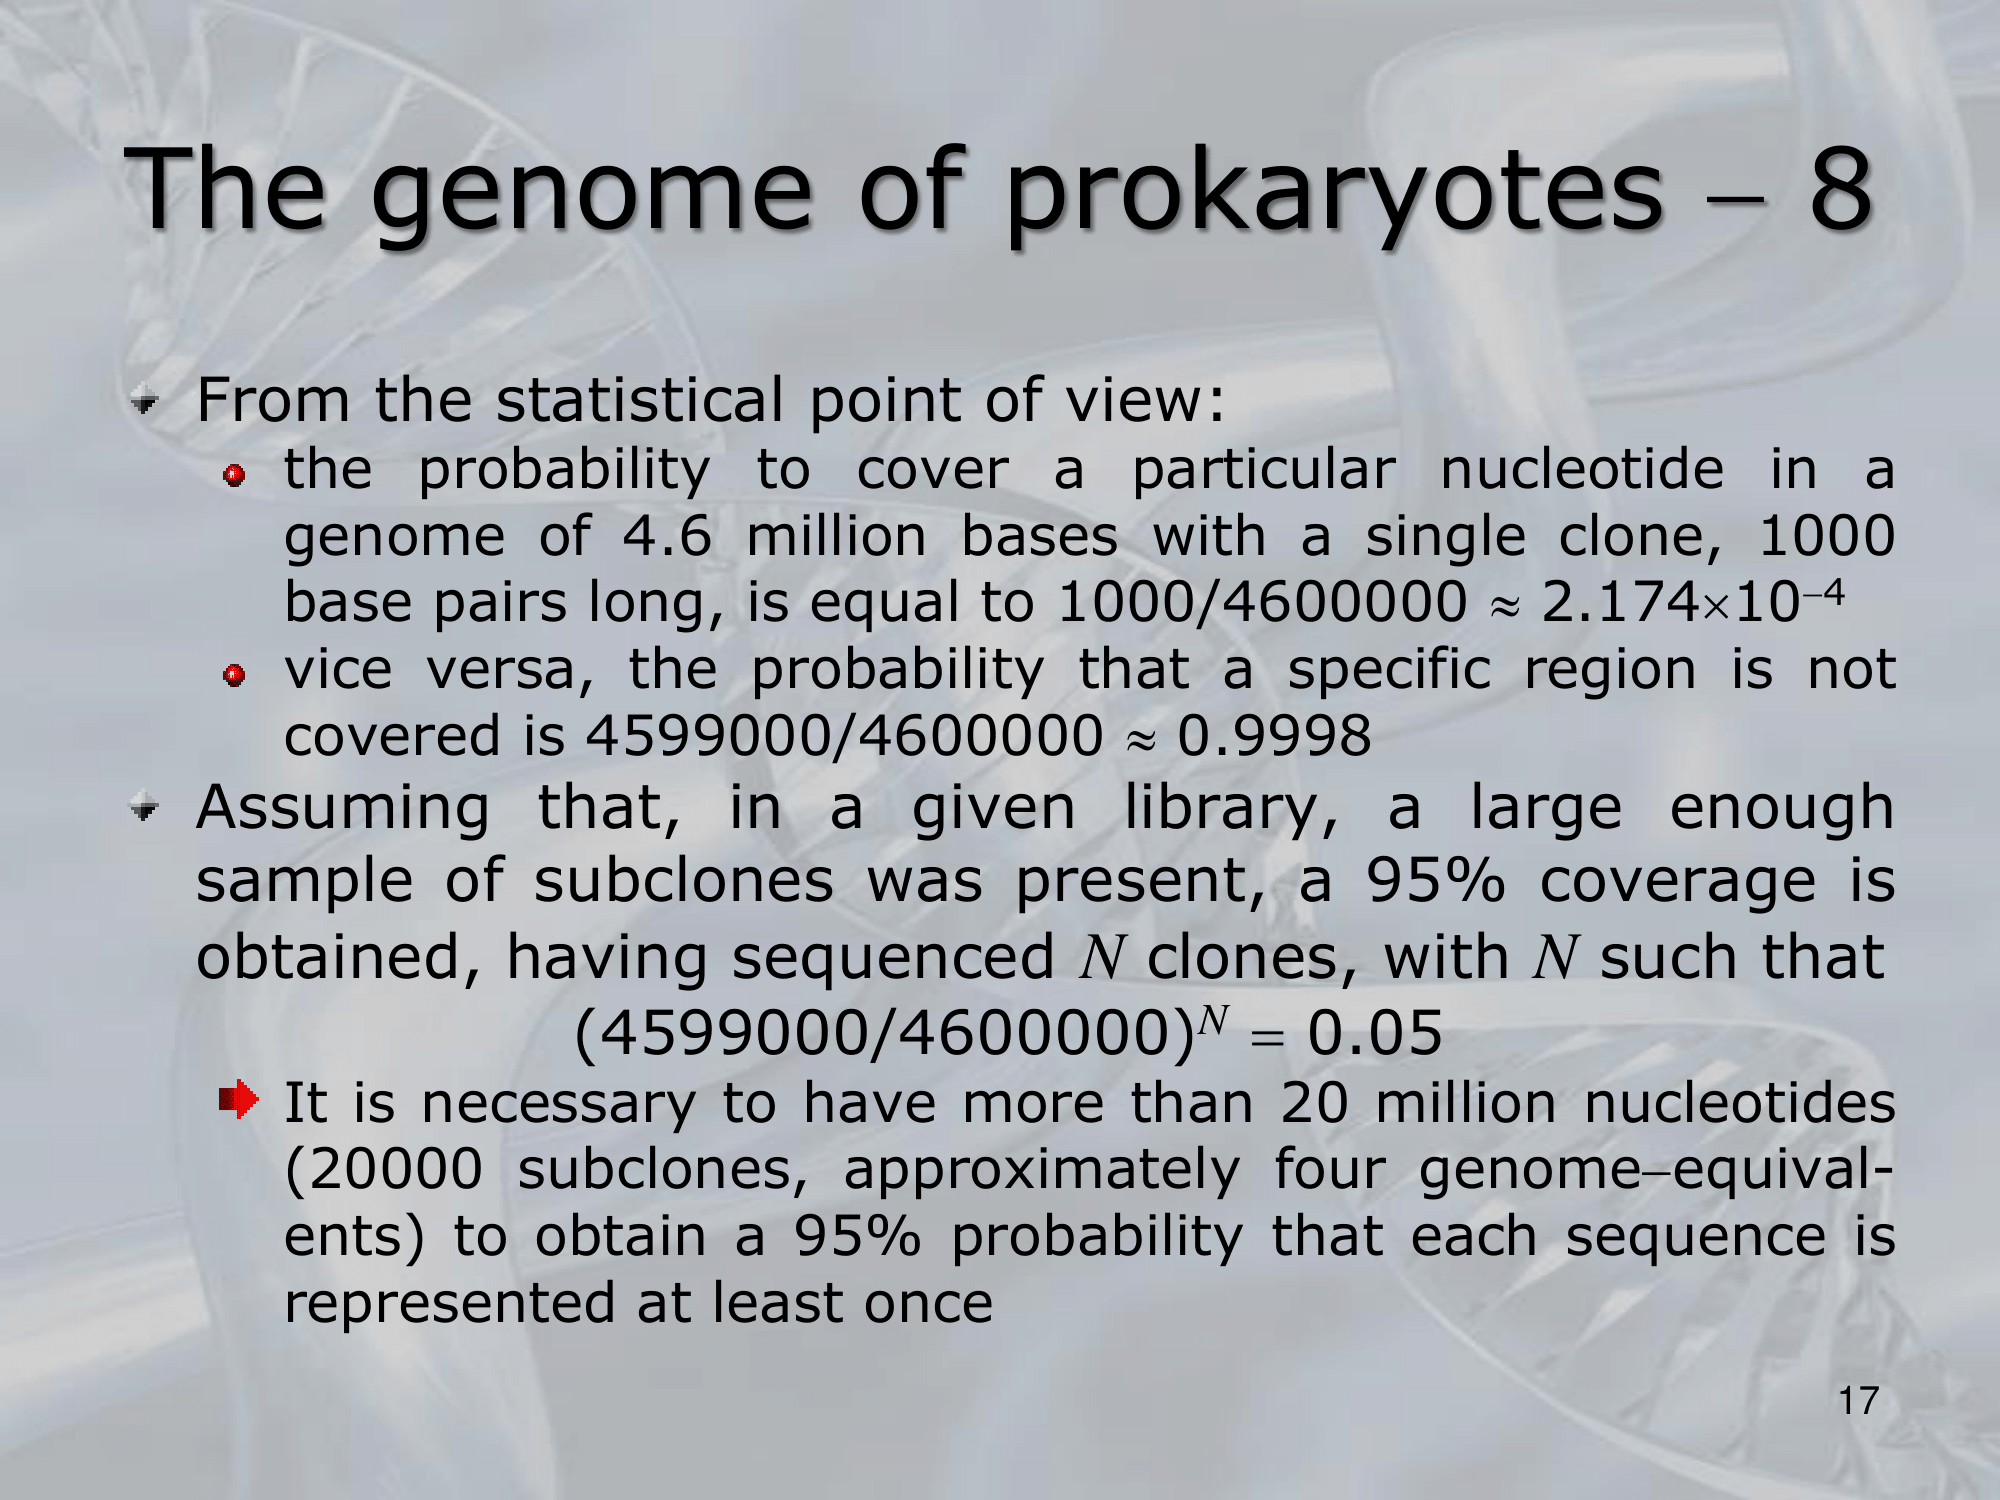 The genome of prokaryotes – 8
From the statistical point of view:
the probability to cover a particular nucleotide in a
genome of 4.6 million bases with a single clone, 1000
base pairs long, is equal to 1000/4600000 ≈ 2.174×10⁻⁴
vice versa, the probability that a specific region is not
covered is 4599000/4600000 ≈ 0.9998
Assuming that, in a given library, a large enough
sample of subclones was present, a 95% coverage is
obtained, having sequenced N clones, with N such that
(4599000/4600000)ᴺ = 0.05
It is necessary to have more than 20 million nucleotides
(20000 subclones, approximately four genome–equival-
ents) to obtain a 95% probability that each sequence is
represented at least once
17